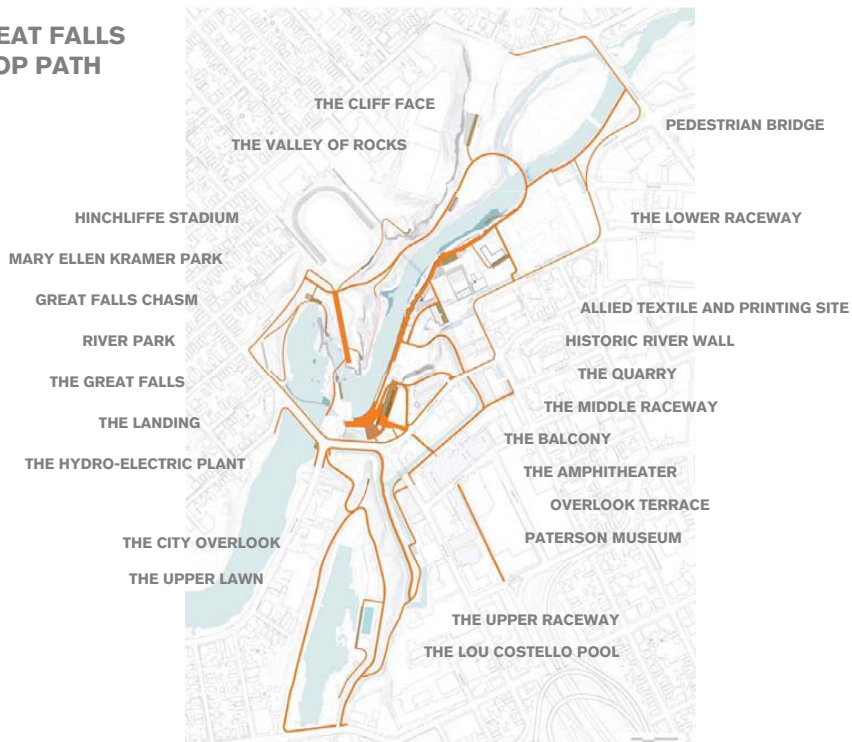 EAT FALLS
OP PATH
THE CLIFF FACE
THE VALLEY OF ROCKS
HINCHLIFFE STADIUM
MARY ELLEN KRAMER PARK
GREAT FALLS CHASM
RIVER PARK
THE GREAT FALLS
THE LANDING
THE HYDRO-ELECTRIC PLANT
THE CITY OVERLOOK
THE UPPER LAWN
PEDESTRIAN BRIDGE
THE LOWER RACEWAY
ALLIED TEXTILE AND PRINTING SITE
HISTORIC RIVER WALL
THE QUARRY
THE MIDDLE RACEWAY
THE BALCONY
THE AMPHITHEATER
OVERLOOK TERRACE
PATERSON MUSEUM
THE UPPER RACEWAY
THE LOU COSTELLO POOL